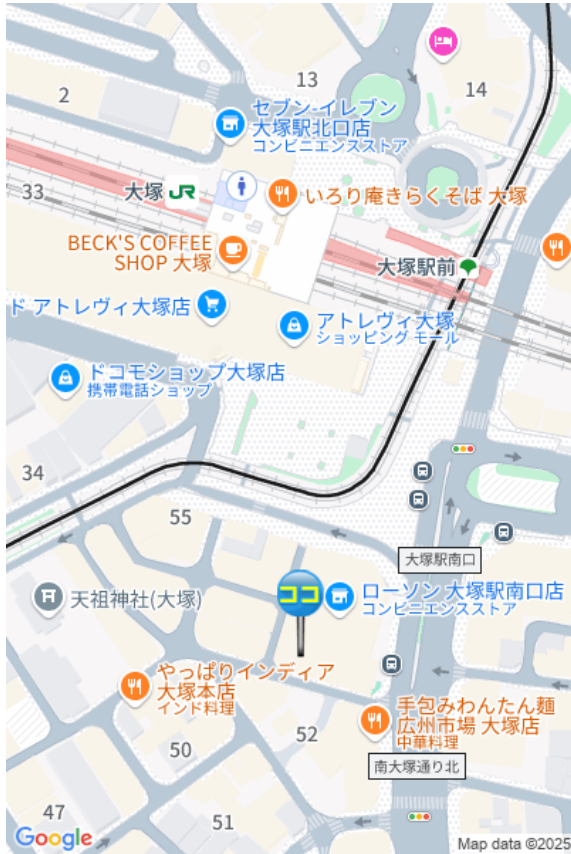 13
14
2
セブン-イレブン
大塚駅北口店
コンビニエンスストア
33
大塚 JR
いろり庵きらくそば 大塚
BECK'S COFFEE
SHOP 大塚
大塚駅前
ド アトレヴィ大塚店
アトレヴィ大塚
ショッピング モール
ドコモショップ大塚店
携帯電話ショップ
34
55
大塚駅南口
ココ
ローソン 大塚駅南口店
コンビニエンスストア
天祖神社(大塚)
やっぱりインディア
大塚本店
インド料理
手包みわんたん麺
広州市場 大塚店
中華料理
52
50
南大塚通り北
47
51
Google
Map data ©2025